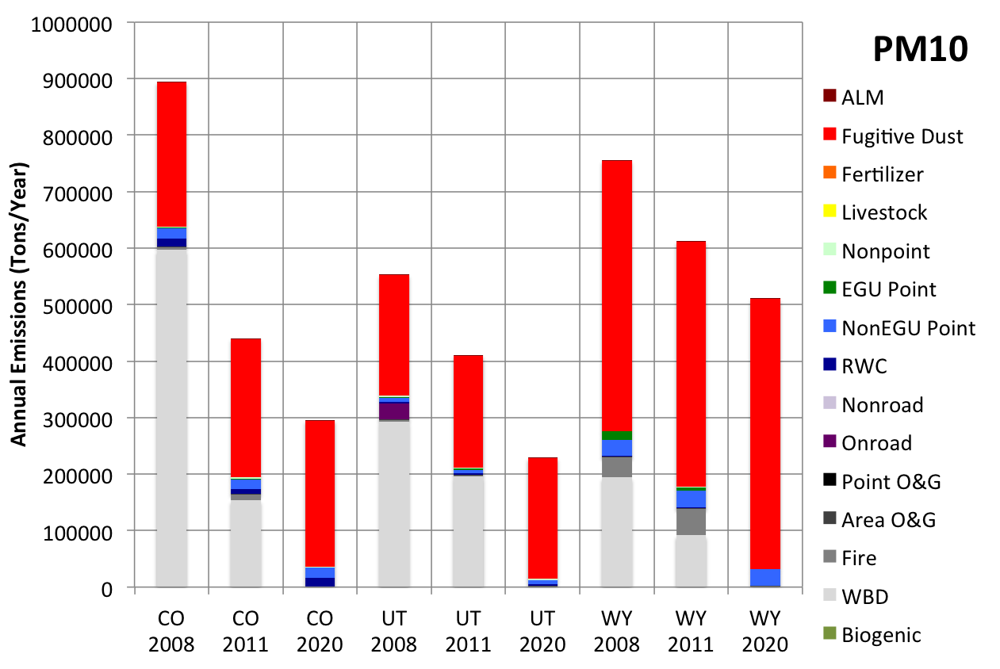 PM10
Annual Emissions (Tons/Year)
1000000
900000
800000
700000
600000
500000
400000
300000
200000
100000
0
CO
2008
CO
2011
CO
2020
UT
2008
UT
2011
UT
2020
WY
2008
WY
2011
WY
2020
ALM
Fugitive Dust
Fertilizer
Livestock
Nonpoint
EGU Point
NonEGU Point
RWC
Nonroad
Onroad
Point O&G
Area O&G
Fire
WBD
Biogenic